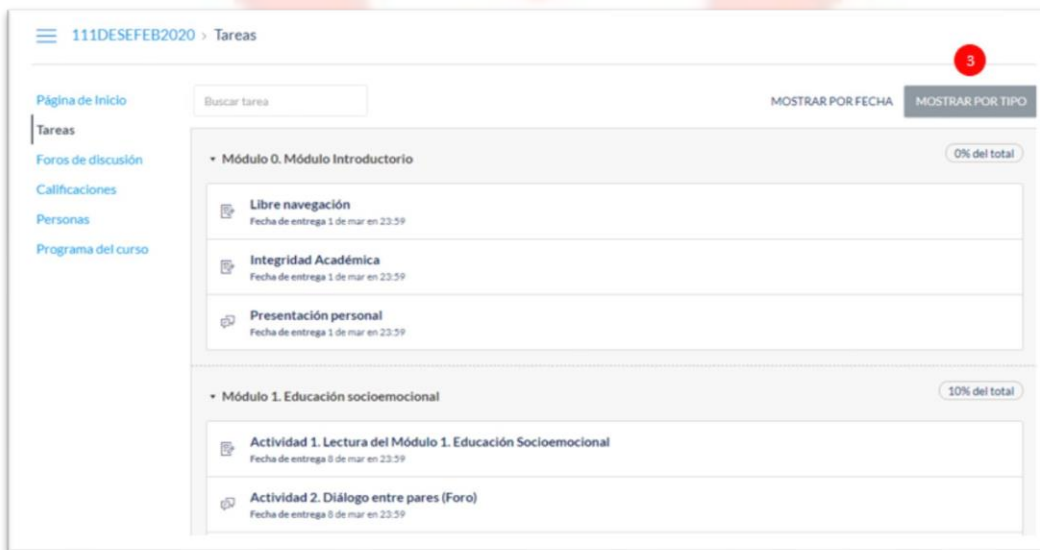 111DESEFEB2020 > Tareas
3
Página de Inicio
Tareas
Foros de discusión
Calificaciones
Personas
Programa del curso
Buscar tarea
MOSTRAR POR FECHA
MOSTRAR POR TIPO
Módulo 0. Módulo Introductorio
0% del total
Libre navegación
Fecha de entrega 1 de mar en 23:59
Integridad Académica
Fecha de entrega 1 de mar en 23:59
Presentación personal
Fecha de entrega 1 de mar en 23:59
Módulo 1. Educación socioemocional
10% del total
Actividad 1. Lectura del Módulo 1. Educación Socioemocional
Fecha de entrega 8 de mar en 23:59
Actividad 2. Diálogo entre pares (Foro)
Fecha de entrega 8 de mar en 23:59